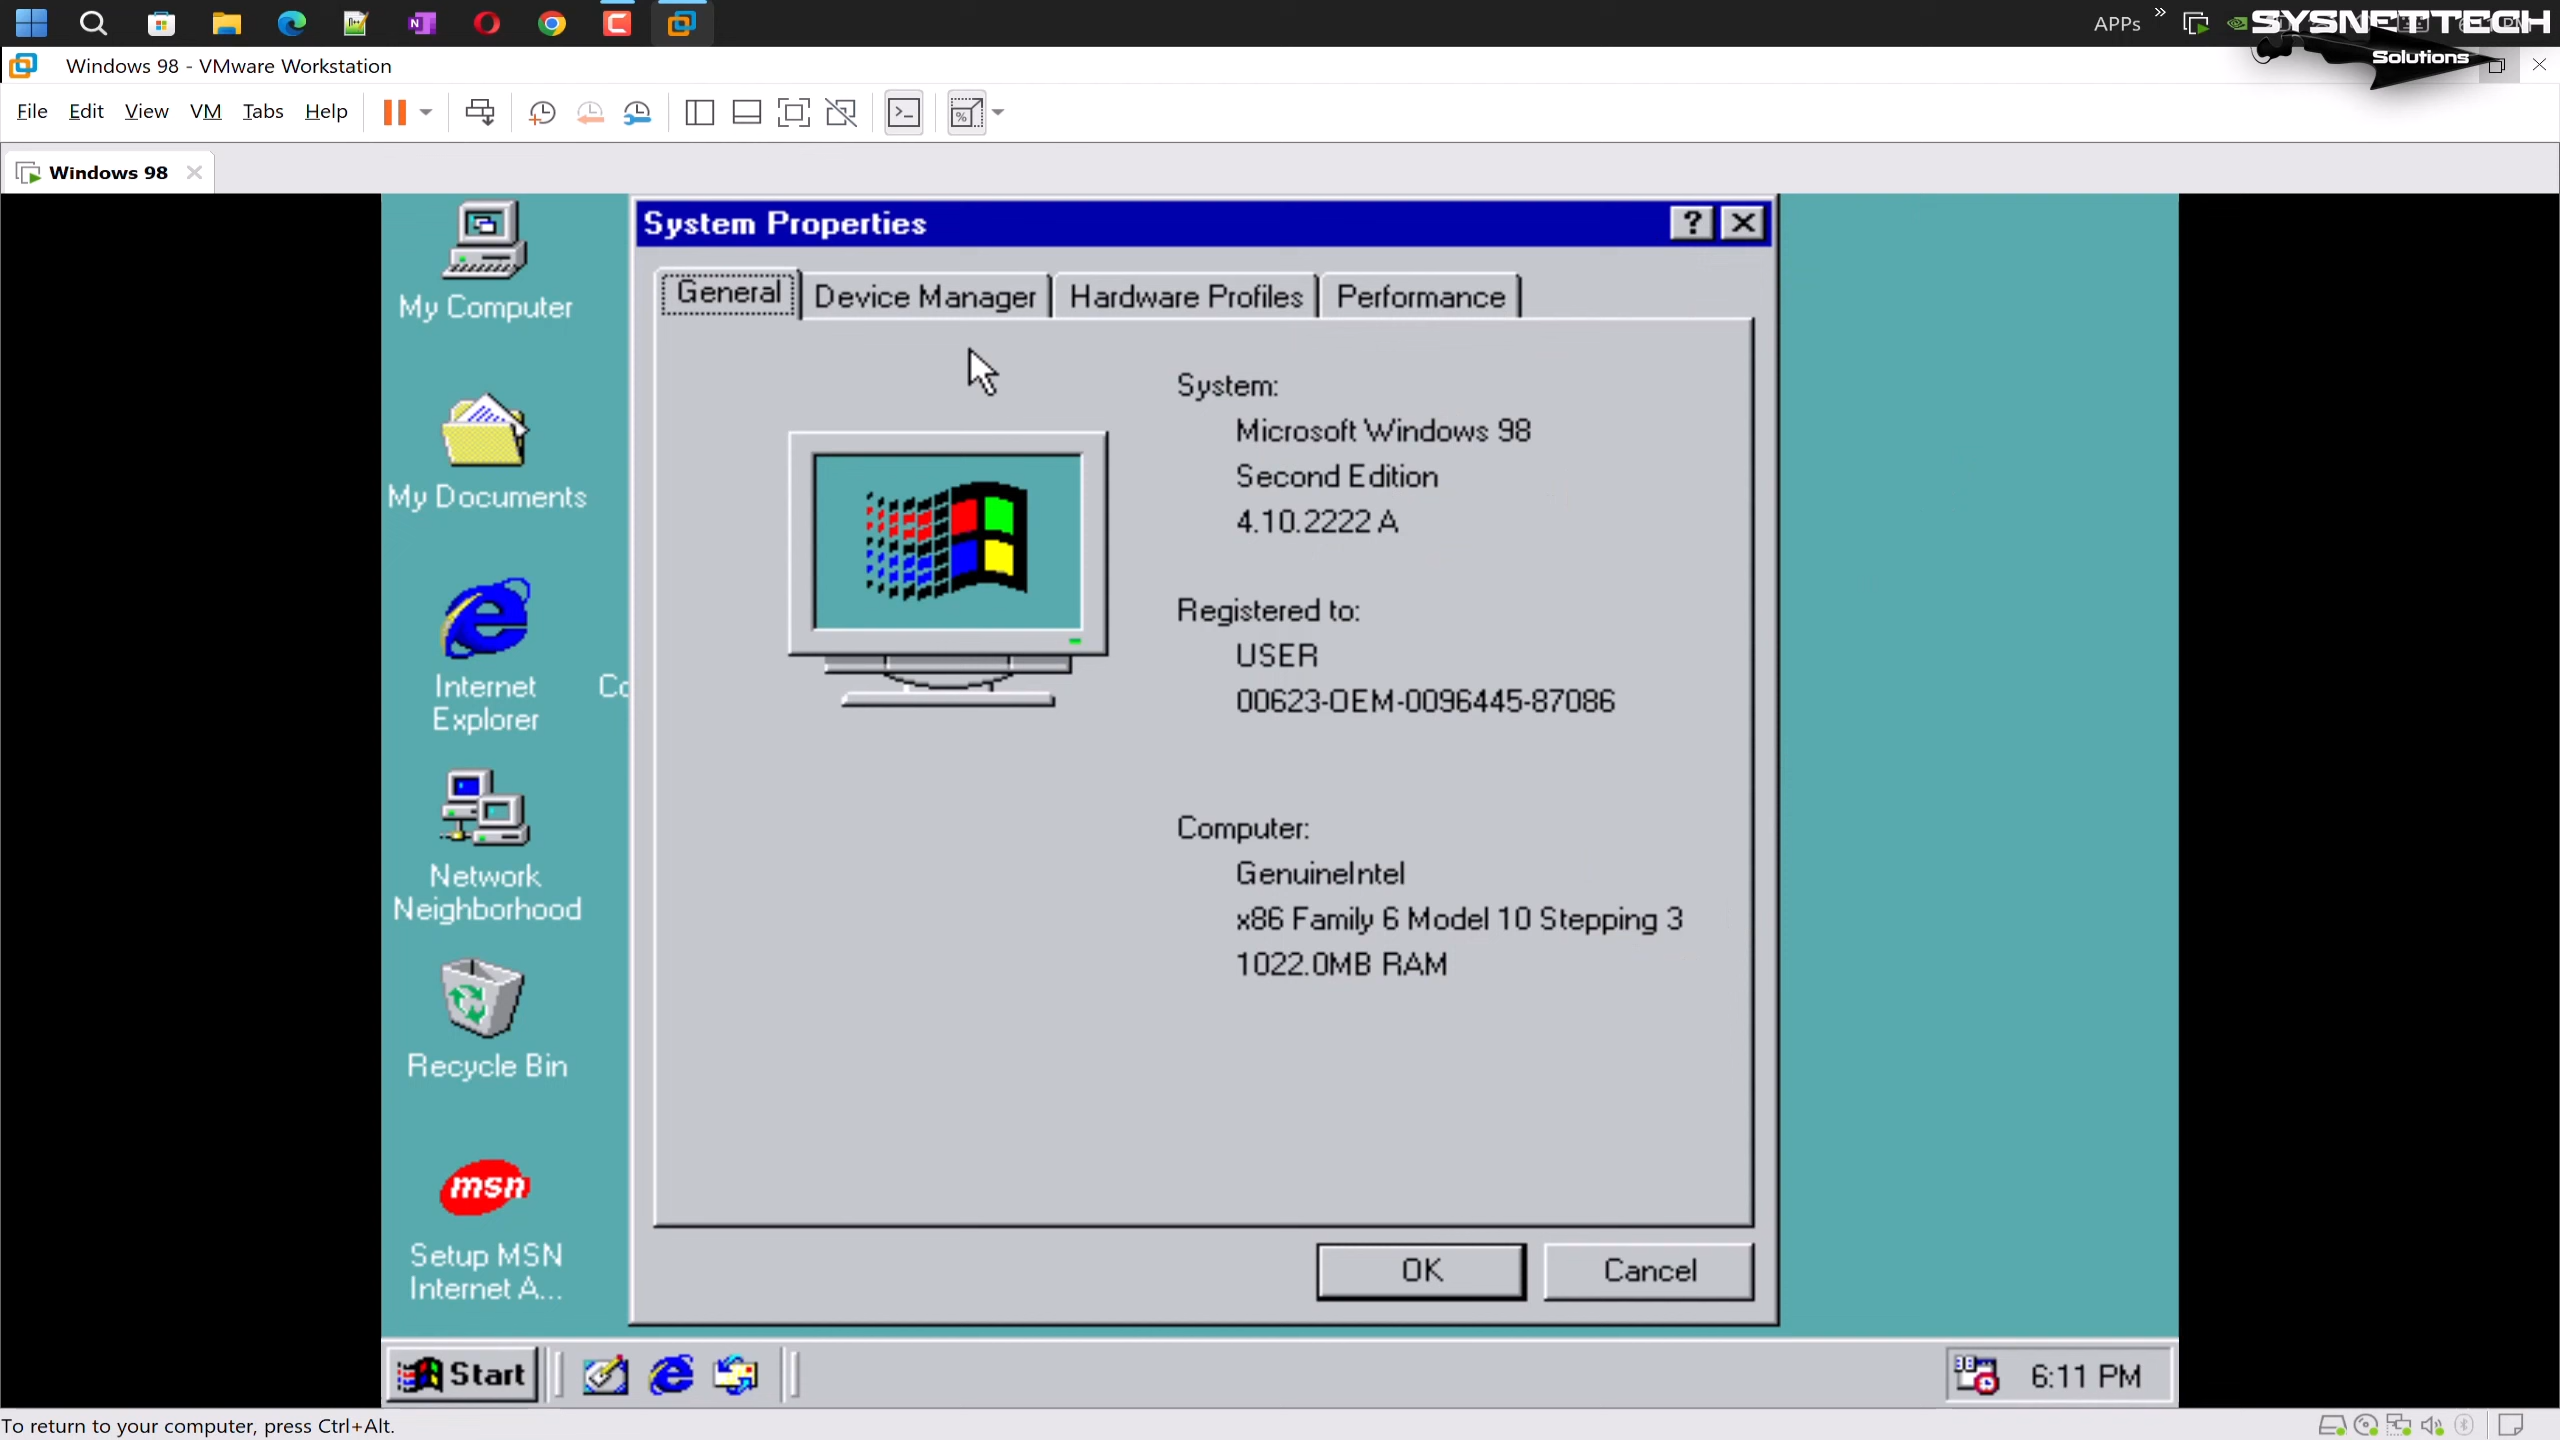 APPs
SYSNETTECH
Solutions
Windows 98 - VMware Workstation
File Edit View VM Tabs Help
Windows 98
System Properties
General Device Manager Hardware Profiles Performance
My Computer
My Documents
Internet
Explorer
Network
Neighborhood
Recycle Bin
msn
Setup MSN
Internet A...
System:
Microsoft Windows 98
Second Edition
4.10.2222 A
Registered to:
USER
00623-OEM-0096445-87086
Computer:
GenuineIntel
x86 Family 6 Model 10 Stepping 3
1022.0MB RAM
OK Cancel
Start
6:11 PM
To return to your computer, press Ctrl+Alt.